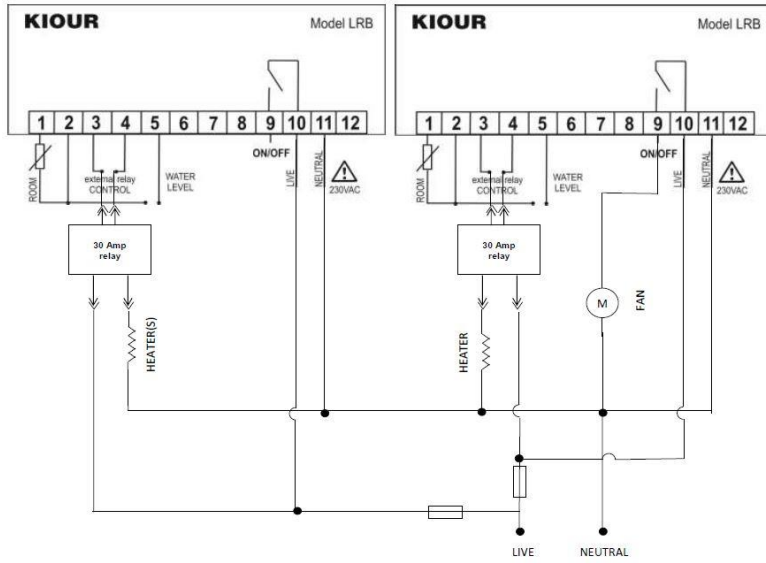 KIOUR Model LRB
1 2 3 4 5 6 7 8 9 10 11 12
ROOM
external relay
CONTROL
WATER
LEVEL
ON/OFF
LIVE
NEUTRAL
230VAC
30 Amp
relay
HEATER(S)
KIOUR Model LRB
1 2 3 4 5 6 7 8 9 10 11 12
ROOM
external relay
CONTROL
WATER
LEVEL
ON/OFF
LIVE
NEUTRAL
230VAC
30 Amp
relay
HEATER
M
FAN
LIVE NEUTRAL